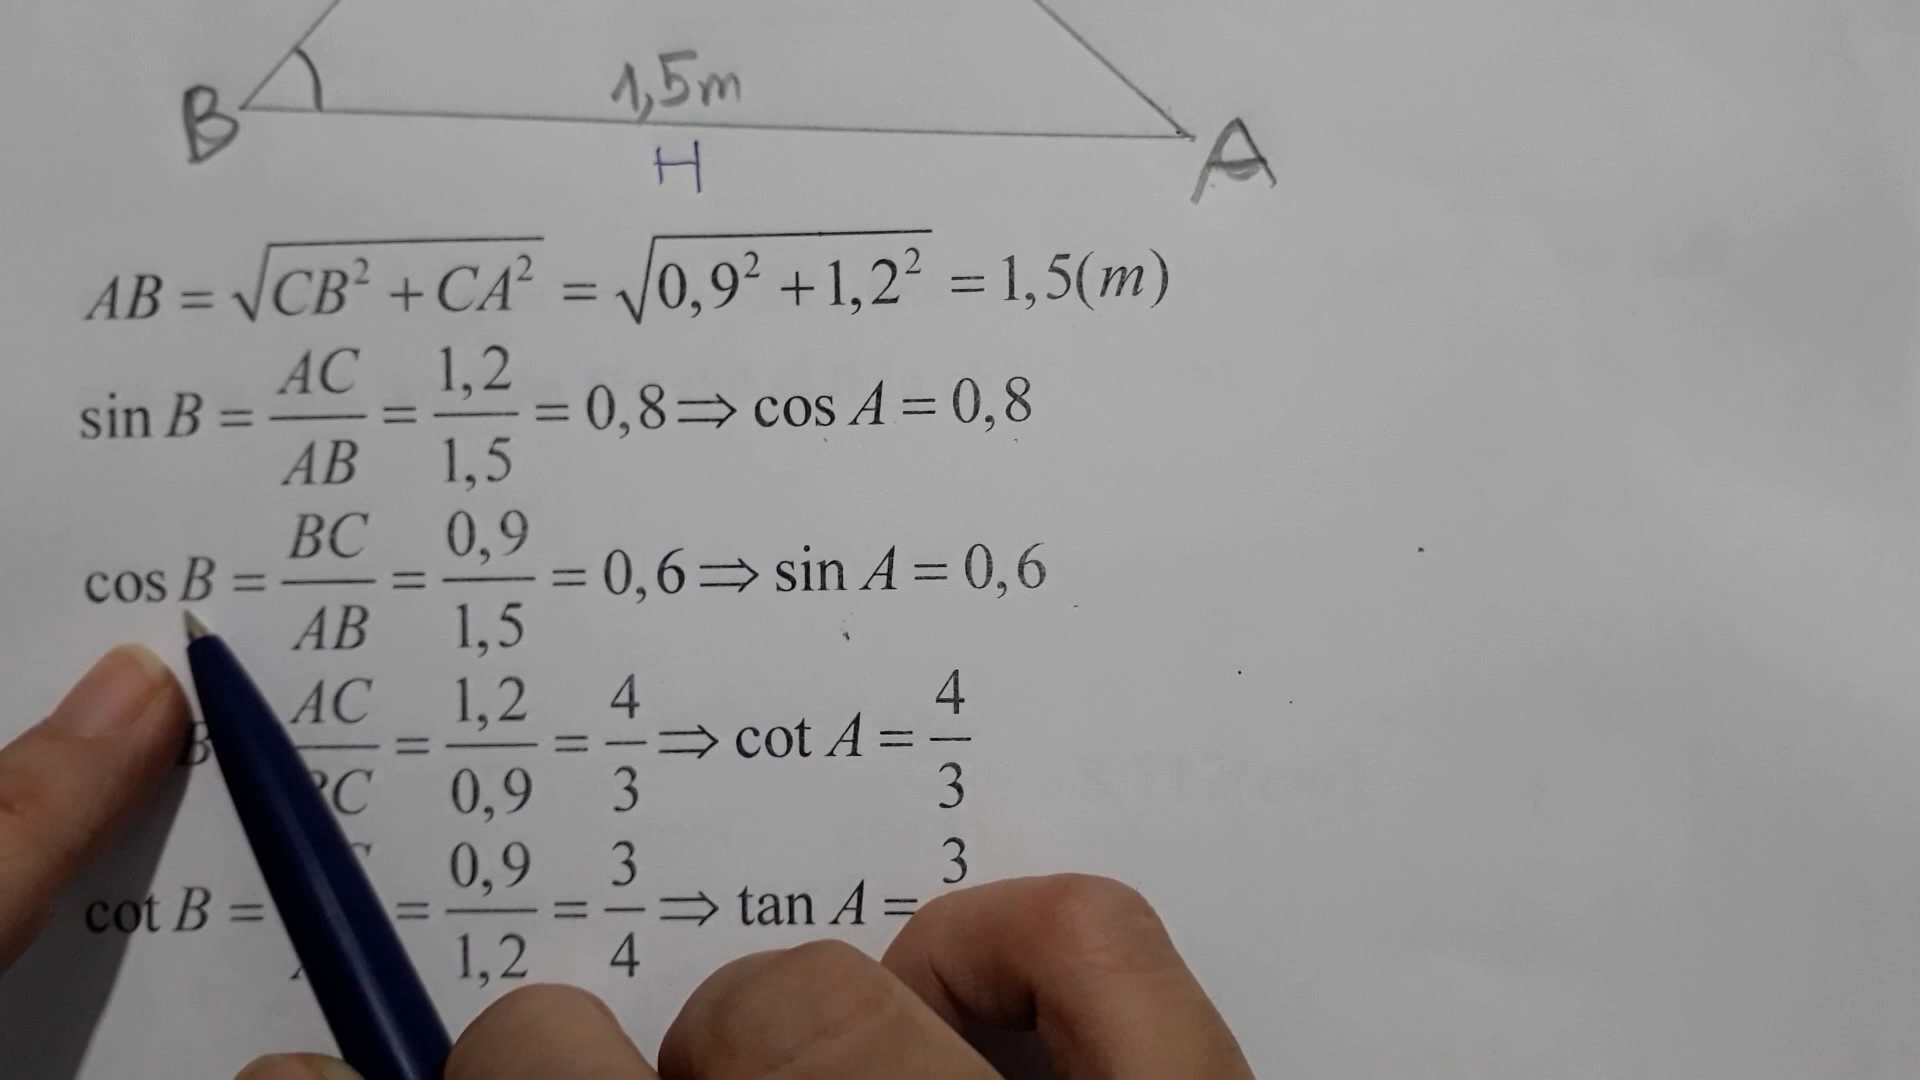 B 1,5m A
H
AB = √(CB² + CA²) = √(0,9² + 1,2²) = 1,5(m)
sin B = AC/AB = 1,2/1,5 = 0,8 ⇒ cos A = 0,8
cos B = BC/AB = 0,9/1,5 = 0,6 ⇒ sin A = 0,6
B AC/C = 1,2/0,9 = 4/3 ⇒ cot A = 4/3
cot B = = 0,9/1,2 = 3/4 ⇒ tan A = 3